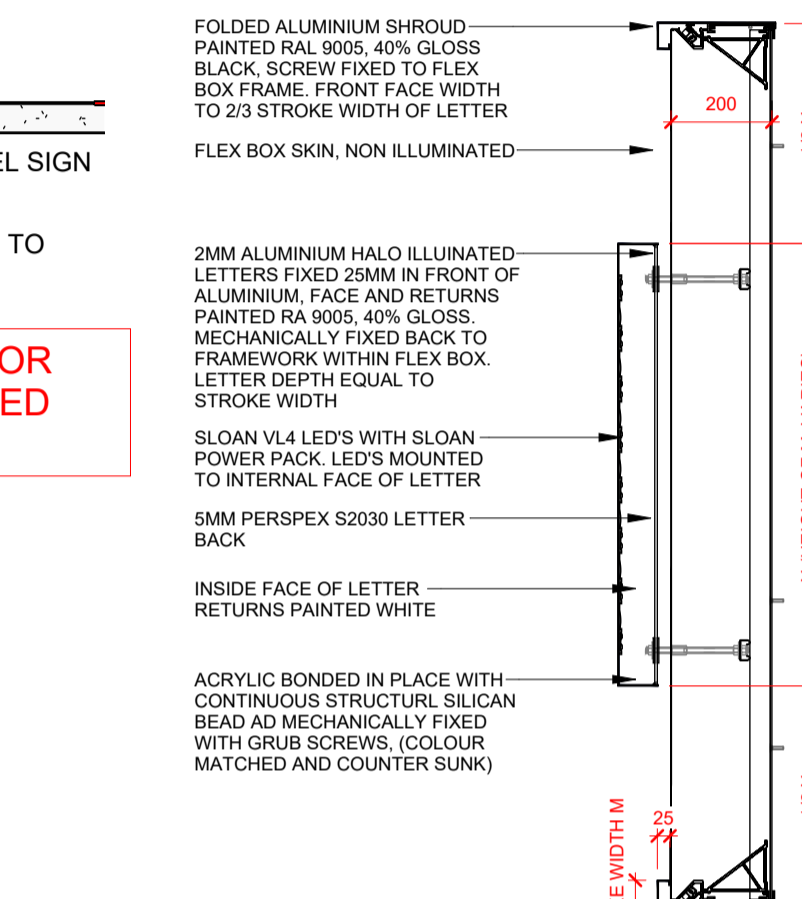 FOLDED ALUMINIUM SHROUD
PAINTED RAL 9005, 40% GLOSS
BLACK, SCREW FIXED TO FLEX
BOX FRAME. FRONT FACE WIDTH
TO 2/3 STROKE WIDTH OF LETTER
FLEX BOX SKIN, NON ILLUMINATED
2MM ALUMINIUM HALO ILLUINATED
LETTERS FIXED 25MM IN FRONT OF
ALUMINIUM, FACE AND RETURNS
PAINTED RA 9005, 40% GLOSS.
MECHANICALLY FIXED BACK TO
FRAMEWORK WITHIN FLEX BOX.
LETTER DEPTH EQUAL TO
STROKE WIDTH
SLOAN VL4 LED'S WITH SLOAN
POWER PACK. LED'S MOUNTED
TO INTERNAL FACE OF LETTER
5MM PERSPEX S2030 LETTER
BACK
INSIDE FACE OF LETTER
RETURNS PAINTED WHITE
ACRYLIC BONDED IN PLACE WITH
CONTINUOUS STRUCTURL SILICAN
BEAD AD MECHANICALLY FIXED
WITH GRUB SCREWS, (COLOUR
MATCHED AND COUNTER SUNK)
200
25
WIDTH M
SIGN
TO
OR
ED